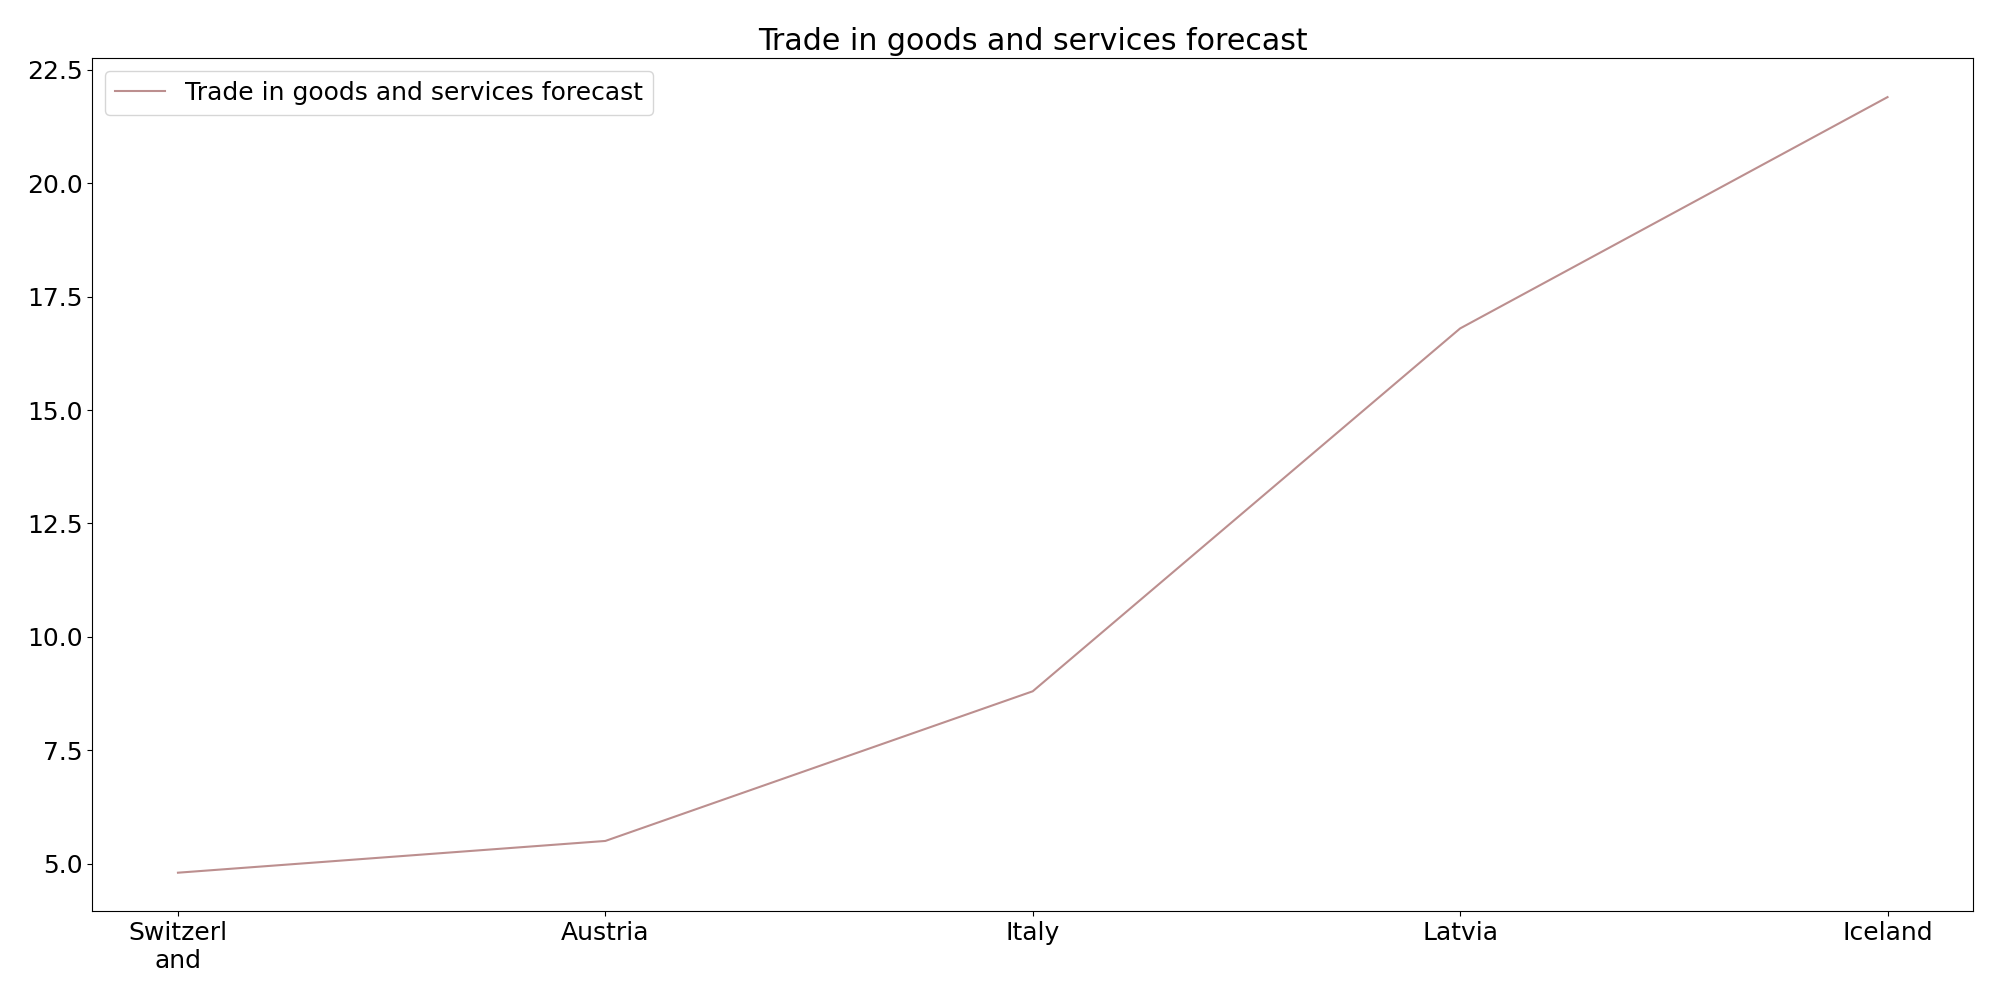 Trade in goods and services forecast
Trade in goods and services forecast
22.5
20.0
17.5
15.0
12.5
10.0
7.5
5.0
Switzerl
and
Austria
Italy
Latvia
Iceland